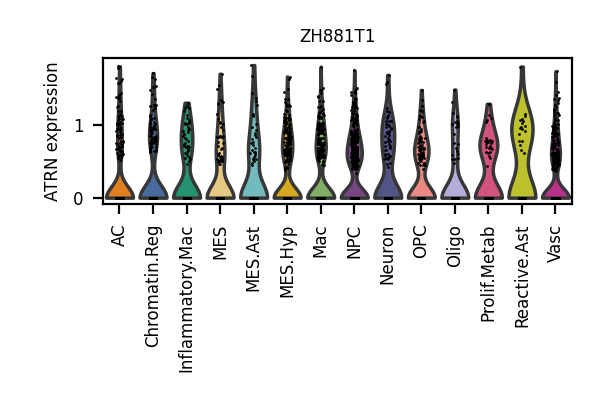 ZH881T1
ATRN expression
1
0
AC
Chromatin.Reg
Inflammatory.Mac
MES
MES.Ast
MES.Hyp
Mac
NPC
Neuron
OPC
Oligo
Prolif.Metab
Reactive.Ast
Vasc